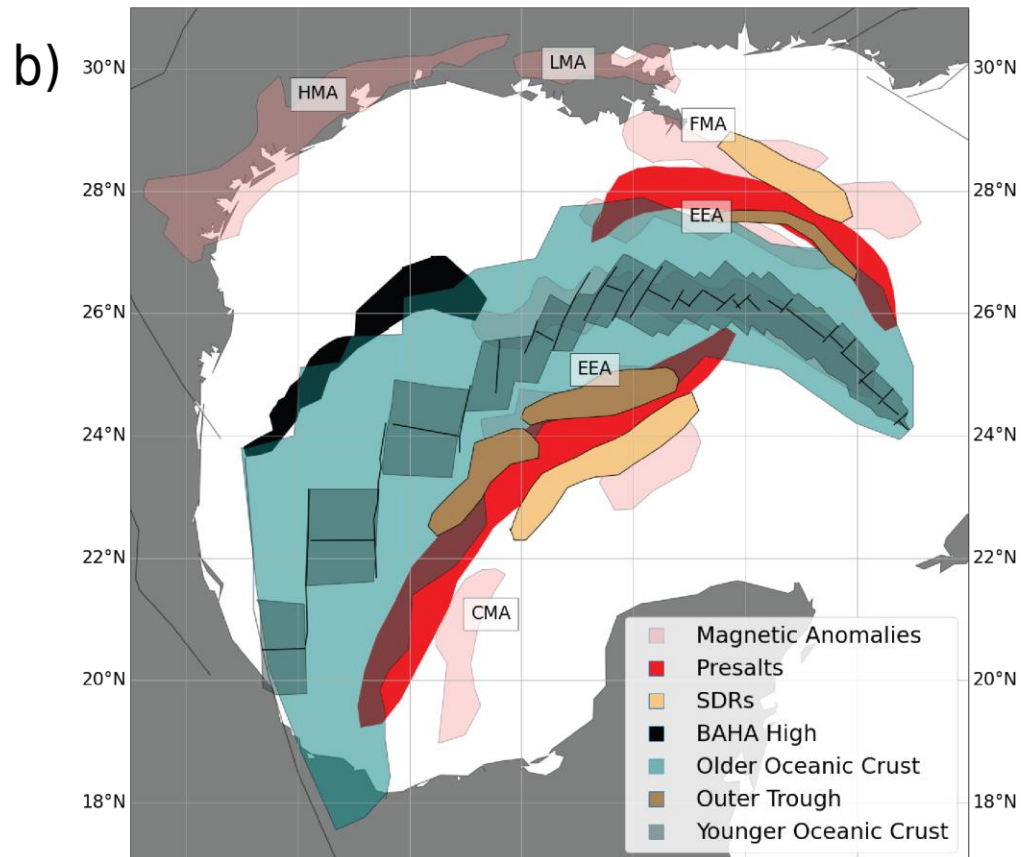 b)
30°N
28°N
26°N
24°N
22°N
20°N
18°N
HMA
LMA
FMA
EEA
EEA
CMA
30°N
28°N
26°N
24°N
22°N
20°N
18°N
Magnetic Anomalies
Presalts
SDRs
BAHA High
Older Oceanic Crust
Outer Trough
Younger Oceanic Crust